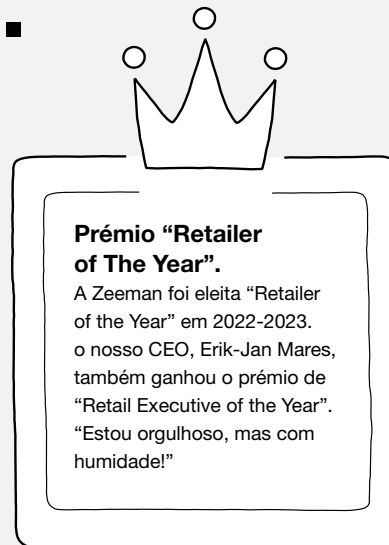 Prémio “Retailer
of The Year”.
A Zeeman foi eleita “Retailer
of the Year” em 2022-2023.
o nosso CEO, Erik-Jan Mares,
também ganhou o prémio de
“Retail Executive of the Year”.
“Estou orgulhoso, mas com
humidade!”